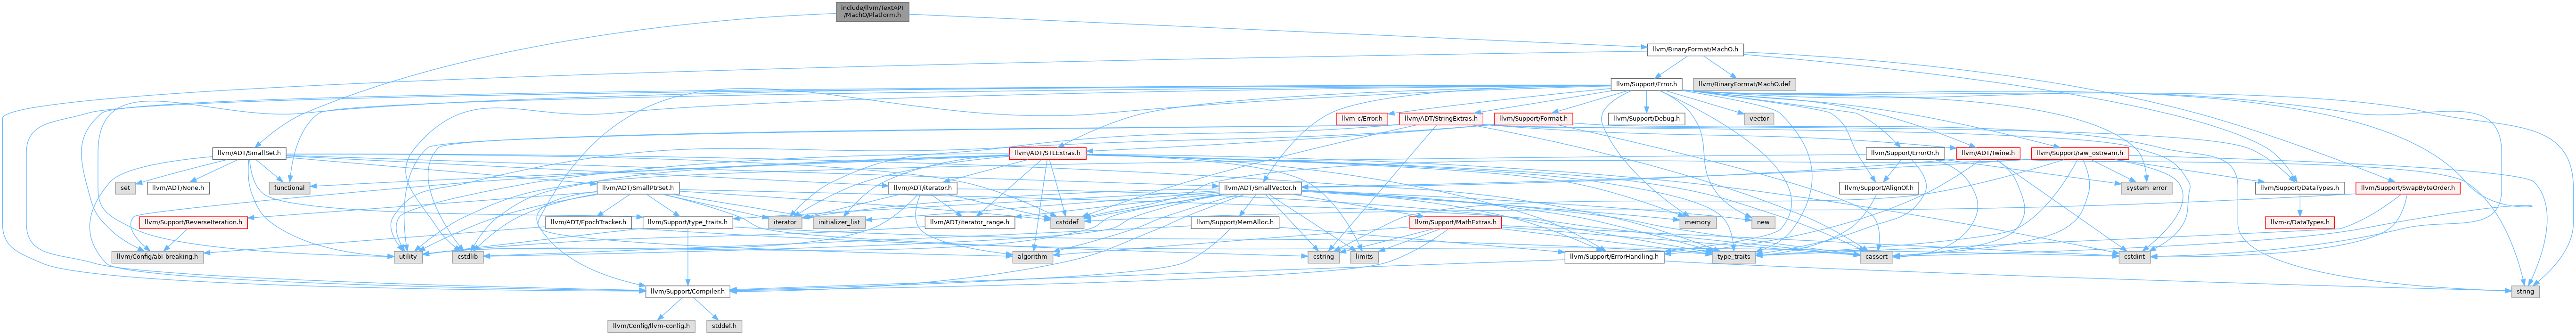 include/llvm/TextAPI
/MachO/Platform.h
llvm/BinaryFormat/MachO.h
llvm/Support/Error.h
llvm/BinaryFormat/MachO.def
llvm-c/Error.h
llvm/ADT/StringExtras.h
llvm/Support/Format.h
llvm/Support/Debug.h
vector
llvm/ADT/SmallSet.h
llvm/ADT/STLExtras.h
llvm/Support/ErrorOr.h
llvm/ADT/Twine.h
llvm/Support/raw_ostream.h
set
llvm/ADT/None.h
functional
llvm/ADT/SmallPtrSet.h
llvm/ADT/iterator.h
llvm/ADT/SmallVector.h
llvm/Support/AlignOf.h
system_error
llvm/Support/DataTypes.h
llvm/Support/SwapByteOrder.h
llvm/Support/ReverseIteration.h
llvm/ADT/EpochTracker.h
llvm/Support/type_traits.h
iterator
initializer_list
cstddef
llvm/ADT/iterator_range.h
llvm/Support/MemAlloc.h
llvm/Support/MathExtras.h
memory
new
llvm-c/DataTypes.h
llvm/Config/abi-breaking.h
utility
cstdlib
algorithm
cstring
limits
llvm/Support/ErrorHandling.h
type_traits
cassert
cstdint
llvm/Support/Compiler.h
string
llvm/Config/llvm-config.h
stddef.h